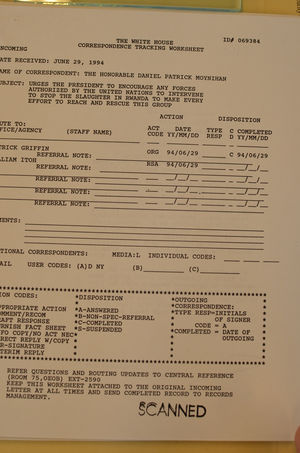 THE WHITE HOUSE ID# 069384
NCOMING CORRESPONDENCE TRACKING WORKSHEET
ATE RECEIVED: JUNE 29, 1994
AME OF CORRESPONDENT: THE HONORABLE DANIEL PATRICK MOYNIHAN
UBJECT: URGES THE PRESIDENT TO ENCOURAGE ANY FORCES
AUTHORIZED BY THE UNITED NATIONS TO INTERVENE
TO STOP THE SLAUGHTER IN RWANDA TO MAKE EVERY
EFFORT TO REACH AND RESCUE THIS GROUP
ACTION DISPOSITION
OUTE TO: ACT DATE TYPE C COMPLETED
FFICE/AGENCY (STAFF NAME) CODE YY/MM/DD RESP D YY/MM/DD
TRICK GRIFFIN ORG 94/06/29 C 94/06/29
REFERRAL NOTE:
LLIAM ITOH RSA 94/06/29
REFERRAL NOTE:
REFERRAL NOTE:
REFERRAL NOTE:
REFERRAL NOTE:
MENTS:
TIONAL CORRESPONDENTS: MEDIA:L INDIVIDUAL CODES:
AIL USER CODES: (A)D NY (B) (C)
ION CODES: *DISPOSITION *OUTGOING
*CORRESPONDENCE:
PROPRIATE ACTION *A-ANSWERED *TYPE RESP=INITIALS
OMMENT/RECOM *B-NON-SPEC-REFERRAL OF SIGNER
RAFT RESPONSE *C-COMPLETED CODE = A
RNISH FACT SHEET *S-SUSPENDED *COMPLETED = DATE OF
FO COPY/NO ACT NEC* OUTGOING
RECT REPLY W/COPY *
R-SIGNATURE
TERIM REPLY
REFER QUESTIONS AND ROUTING UPDATES TO CENTRAL REFERENCE
(ROOM 75,OEOB) EXT-2590
KEEP THIS WORKSHEET ATTACHED TO THE ORIGINAL INCOMING
LETTER AT ALL TIMES AND SEND COMPLETED RECORD TO RECORDS
MANAGEMENT.
SCANNED